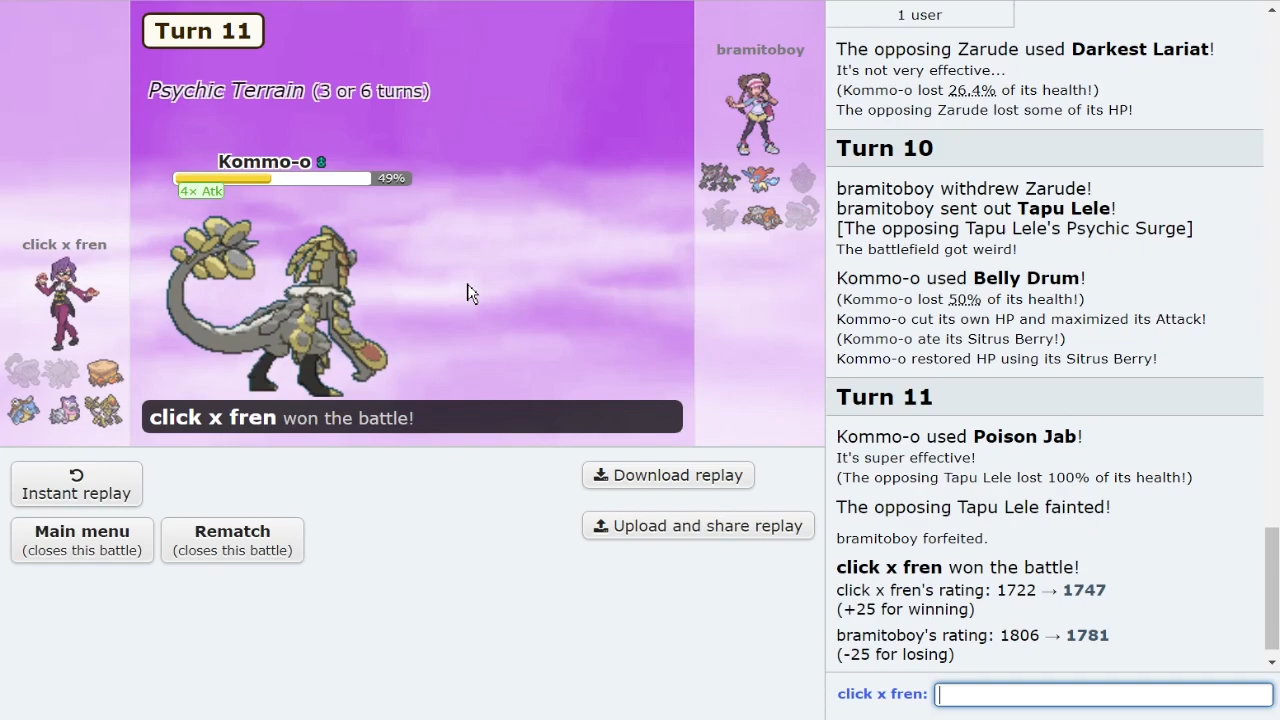 Turn 11
Psychic Terrain (3 or 6 turns)
bramitoboy
Kommo-o
49%
4× Atk
click x fren
click x fren won the battle!
Instant replay
Download replay
Upload and share replay
Main menu
(closes this battle)
Rematch
(closes this battle)
1 user
The opposing Zarude used Darkest Lariat!
It's not very effective...
(Kommo-o lost 26.4% of its health!)
The opposing Zarude lost some of its HP!
Turn 10
bramitoboy withdrew Zarude!
bramitoboy sent out Tapu Lele!
[The opposing Tapu Lele's Psychic Surge]
The battlefield got weird!
Kommo-o used Belly Drum!
(Kommo-o lost 50% of its health!)
Kommo-o cut its own HP and maximized its Attack!
(Kommo-o ate its Sitrus Berry!)
Kommo-o restored HP using its Sitrus Berry!
Turn 11
Kommo-o used Poison Jab!
It's super effective!
(The opposing Tapu Lele lost 100% of its health!)
The opposing Tapu Lele fainted!
bramitoboy forfeited.
click x fren won the battle!
click x fren's rating: 1722 → 1747
(+25 for winning)
bramitoboy's rating: 1806 → 1781
(-25 for losing)
click x fren: